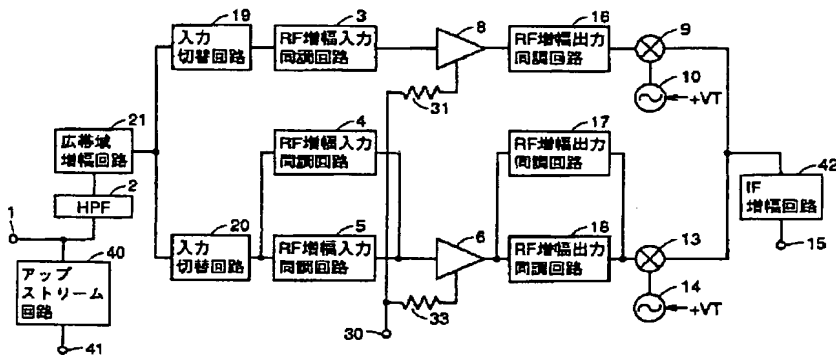 19
入力
切替回路
3
RF増幅入力
同調回路
8
16
RF増幅出力
同調回路
9
10
+VT
31
21
広帯域
増幅回路
4
RF増幅入力
同調回路
17
RF増幅出力
同調回路
42
IF
増幅回路
2
HPF
1
20
入力
切替回路
5
RF増幅入力
同調回路
6
18
RF増幅出力
同調回路
13
15
40
アップ
ストリーム
回路
14
+VT
33
30
41